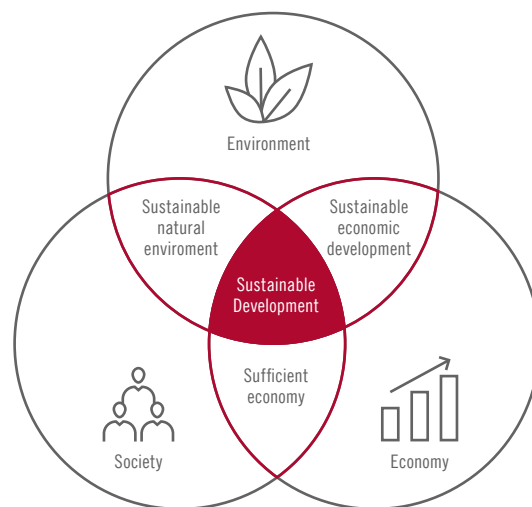 Environment
Sustainable
natural
enviroment
Sustainable
economic
development
Sustainable
Development
Sufficient
economy
Society
Economy